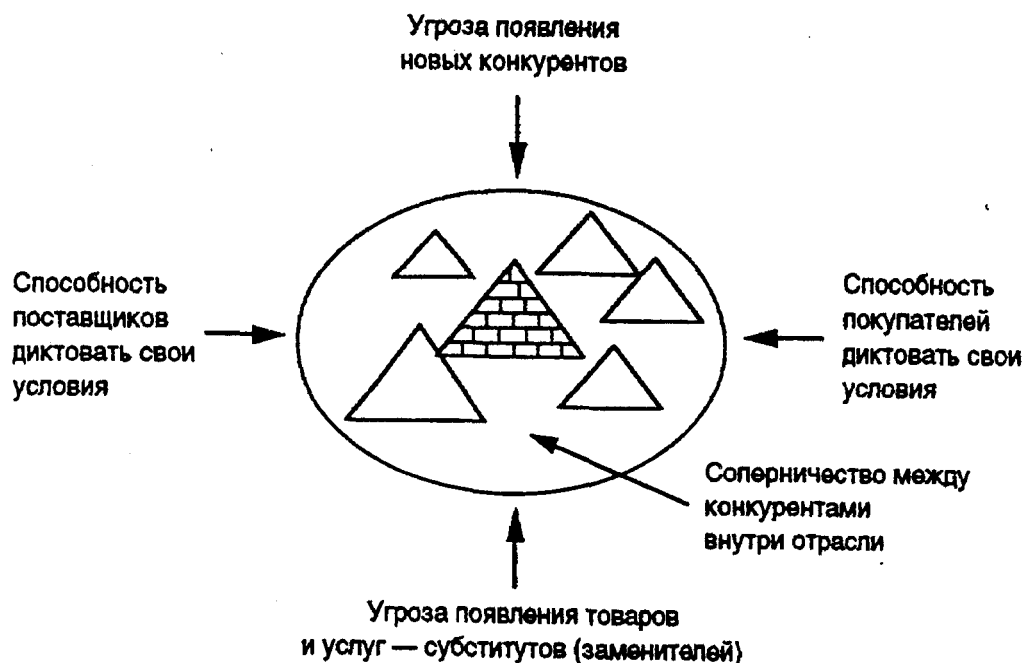 Угроза появления
новых конкурентов
Способность
поставщиков
диктовать свои
условия
Способность
покупателей
диктовать свои
условия
Соперничество между
конкурентами
внутри отрасли
Угроза появления товаров
и услуг — субститутов (заменителей)